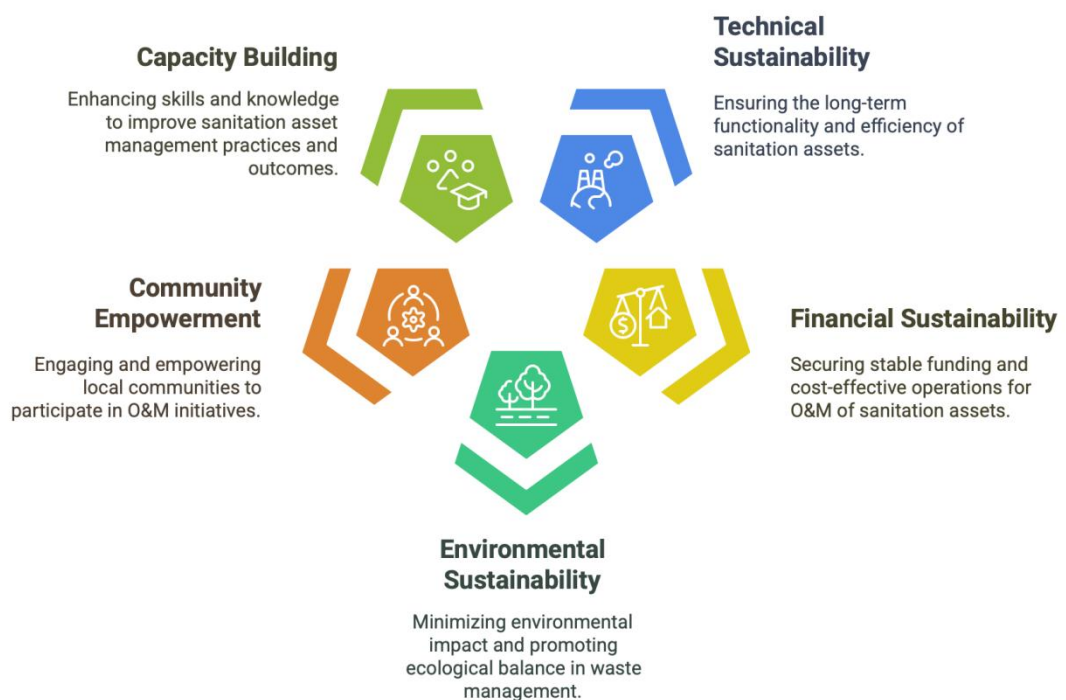 Capacity Building
Enhancing skills and knowledge
to improve sanitation asset
management practices and
outcomes.
Technical
Sustainability
Ensuring the long-term
functionality and efficiency of
sanitation assets.
Community
Empowerment
Engaging and empowering
local communities to
participate in O&M initiatives.
$
Financial Sustainability
Securing stable funding and
cost-effective operations for
O&M of sanitation assets.
Environmental
Sustainability
Minimizing environmental
impact and promoting
ecological balance in waste
management.